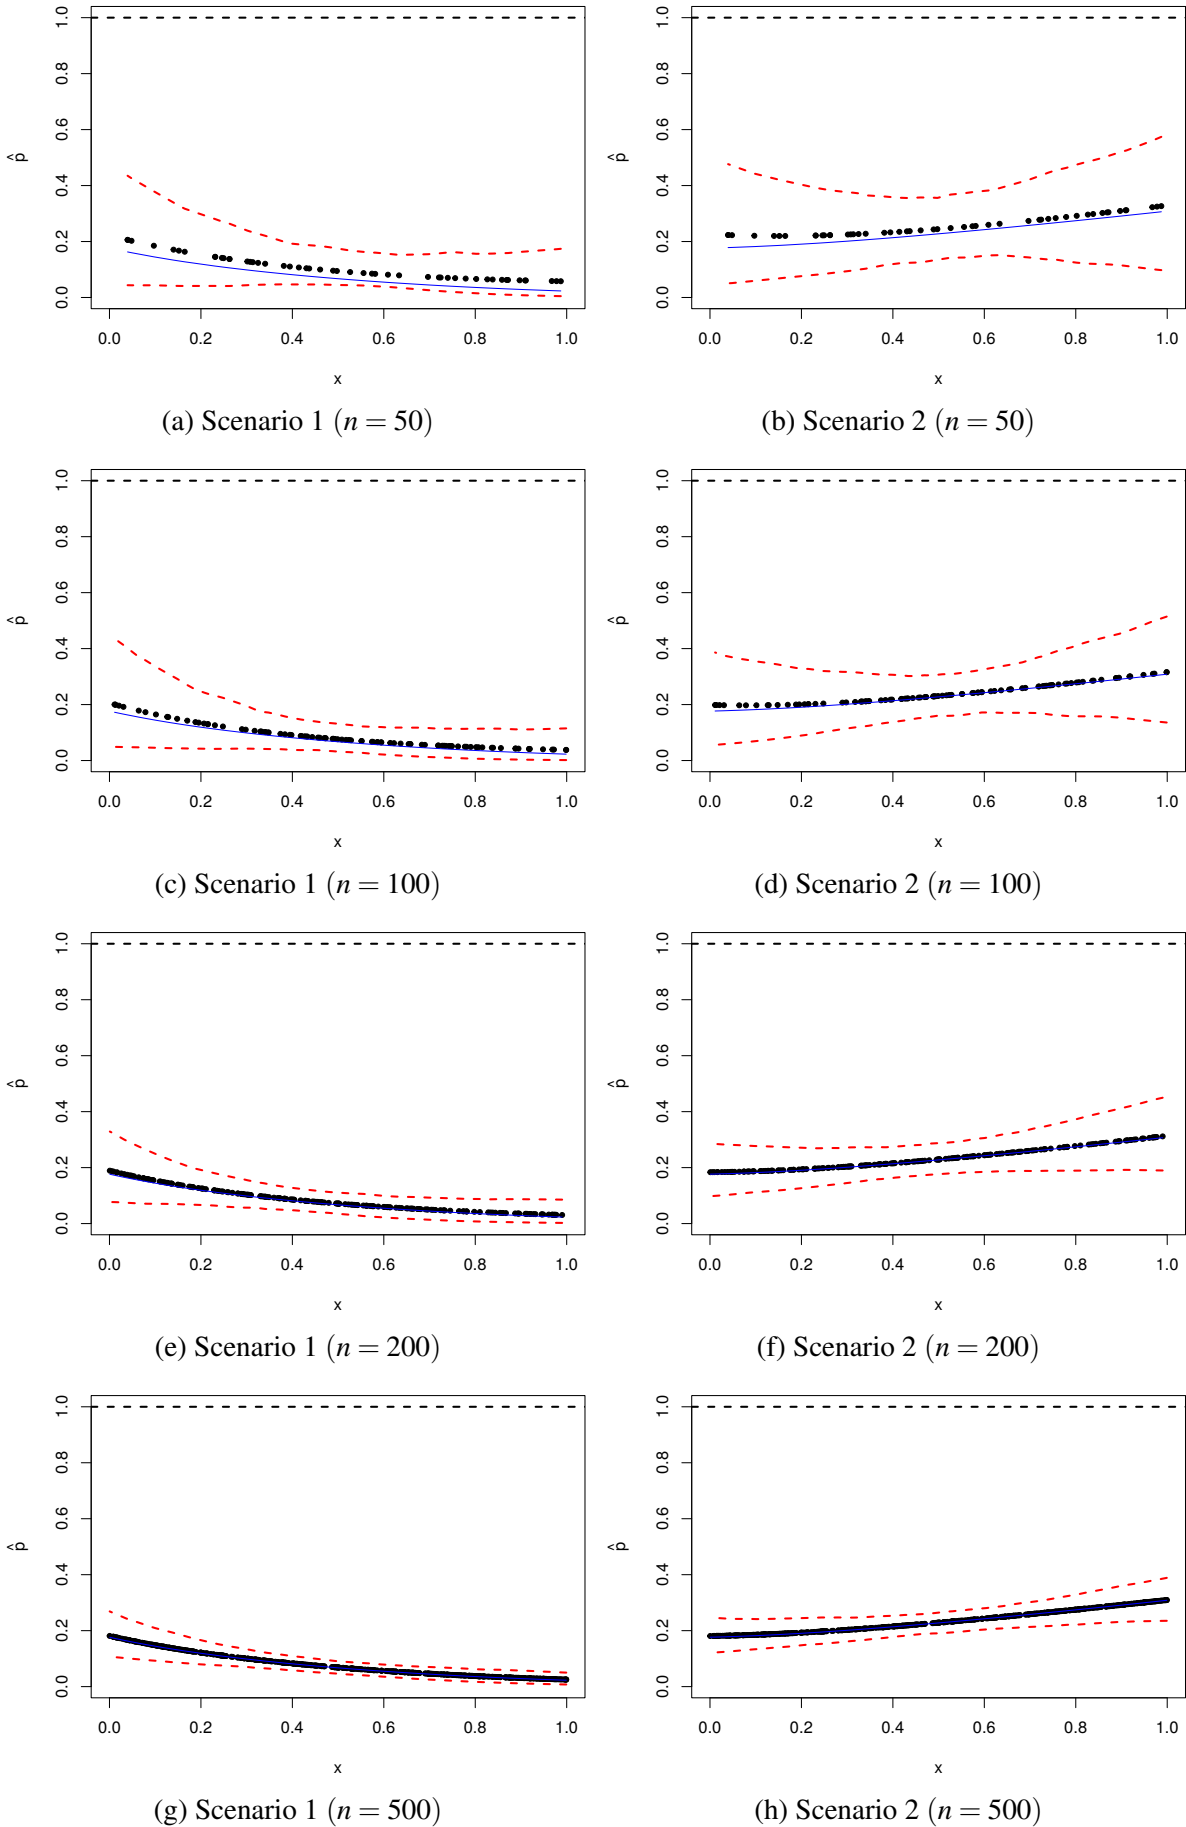 1.0
0.8
0.6
0.4
0.2
0.0
p̂
0.0 0.2 0.4 0.6 0.8 1.0
x
(a) Scenario 1 (n = 50)
1.0
0.8
0.6
0.4
0.2
0.0
p̂
0.0 0.2 0.4 0.6 0.8 1.0
x
(b) Scenario 2 (n = 50)
1.0
0.8
0.6
0.4
0.2
0.0
p̂
0.0 0.2 0.4 0.6 0.8 1.0
x
(c) Scenario 1 (n = 100)
1.0
0.8
0.6
0.4
0.2
0.0
p̂
0.0 0.2 0.4 0.6 0.8 1.0
x
(d) Scenario 2 (n = 100)
1.0
0.8
0.6
0.4
0.2
0.0
p̂
0.0 0.2 0.4 0.6 0.8 1.0
x
(e) Scenario 1 (n = 200)
1.0
0.8
0.6
0.4
0.2
0.0
p̂
0.0 0.2 0.4 0.6 0.8 1.0
x
(f) Scenario 2 (n = 200)
1.0
0.8
0.6
0.4
0.2
0.0
p̂
0.0 0.2 0.4 0.6 0.8 1.0
x
(g) Scenario 1 (n = 500)
1.0
0.8
0.6
0.4
0.2
0.0
p̂
0.0 0.2 0.4 0.6 0.8 1.0
x
(h) Scenario 2 (n = 500)